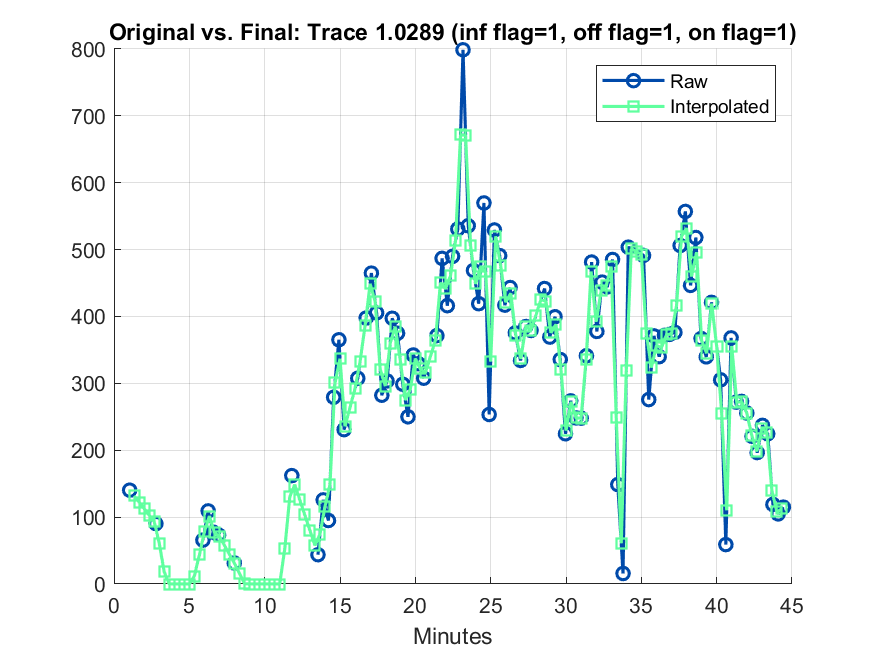 Original vs. Final: Trace 1.0289 (inf flag=1, off flag=1, on flag=1)
800
700
600
500
400
300
200
100
0
Raw
Interpolated
0 5 10 15 20 25 30 35 40 45
Minutes